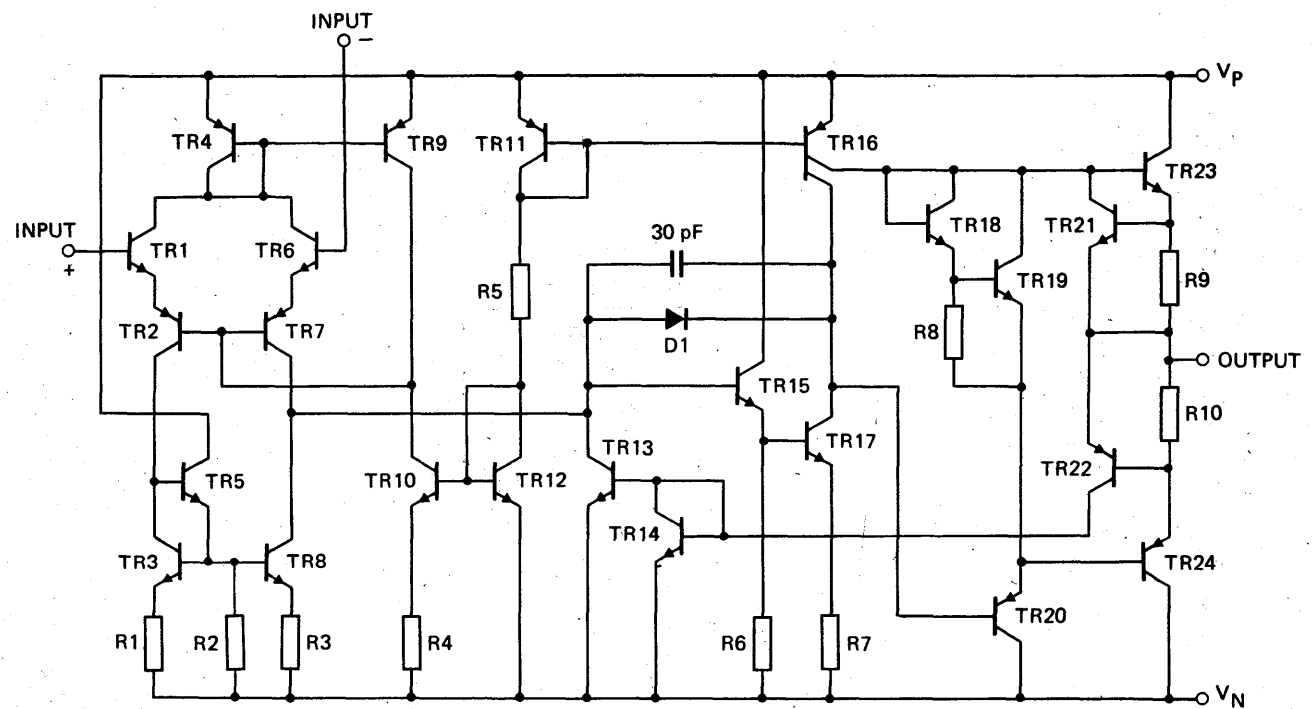 INPUT
−
V_P
TR4
TR9
TR11
TR16
TR23
INPUT
+
TR1
TR6
30 pF
TR18
TR21
TR19
R9
R5
TR2
TR7
D1
R8
OUTPUT
TR15
R10
TR13
TR17
TR5
TR10
TR12
TR22
TR14
TR3
TR8
TR24
TR20
R1
R2
R3
R4
R6
R7
V_N